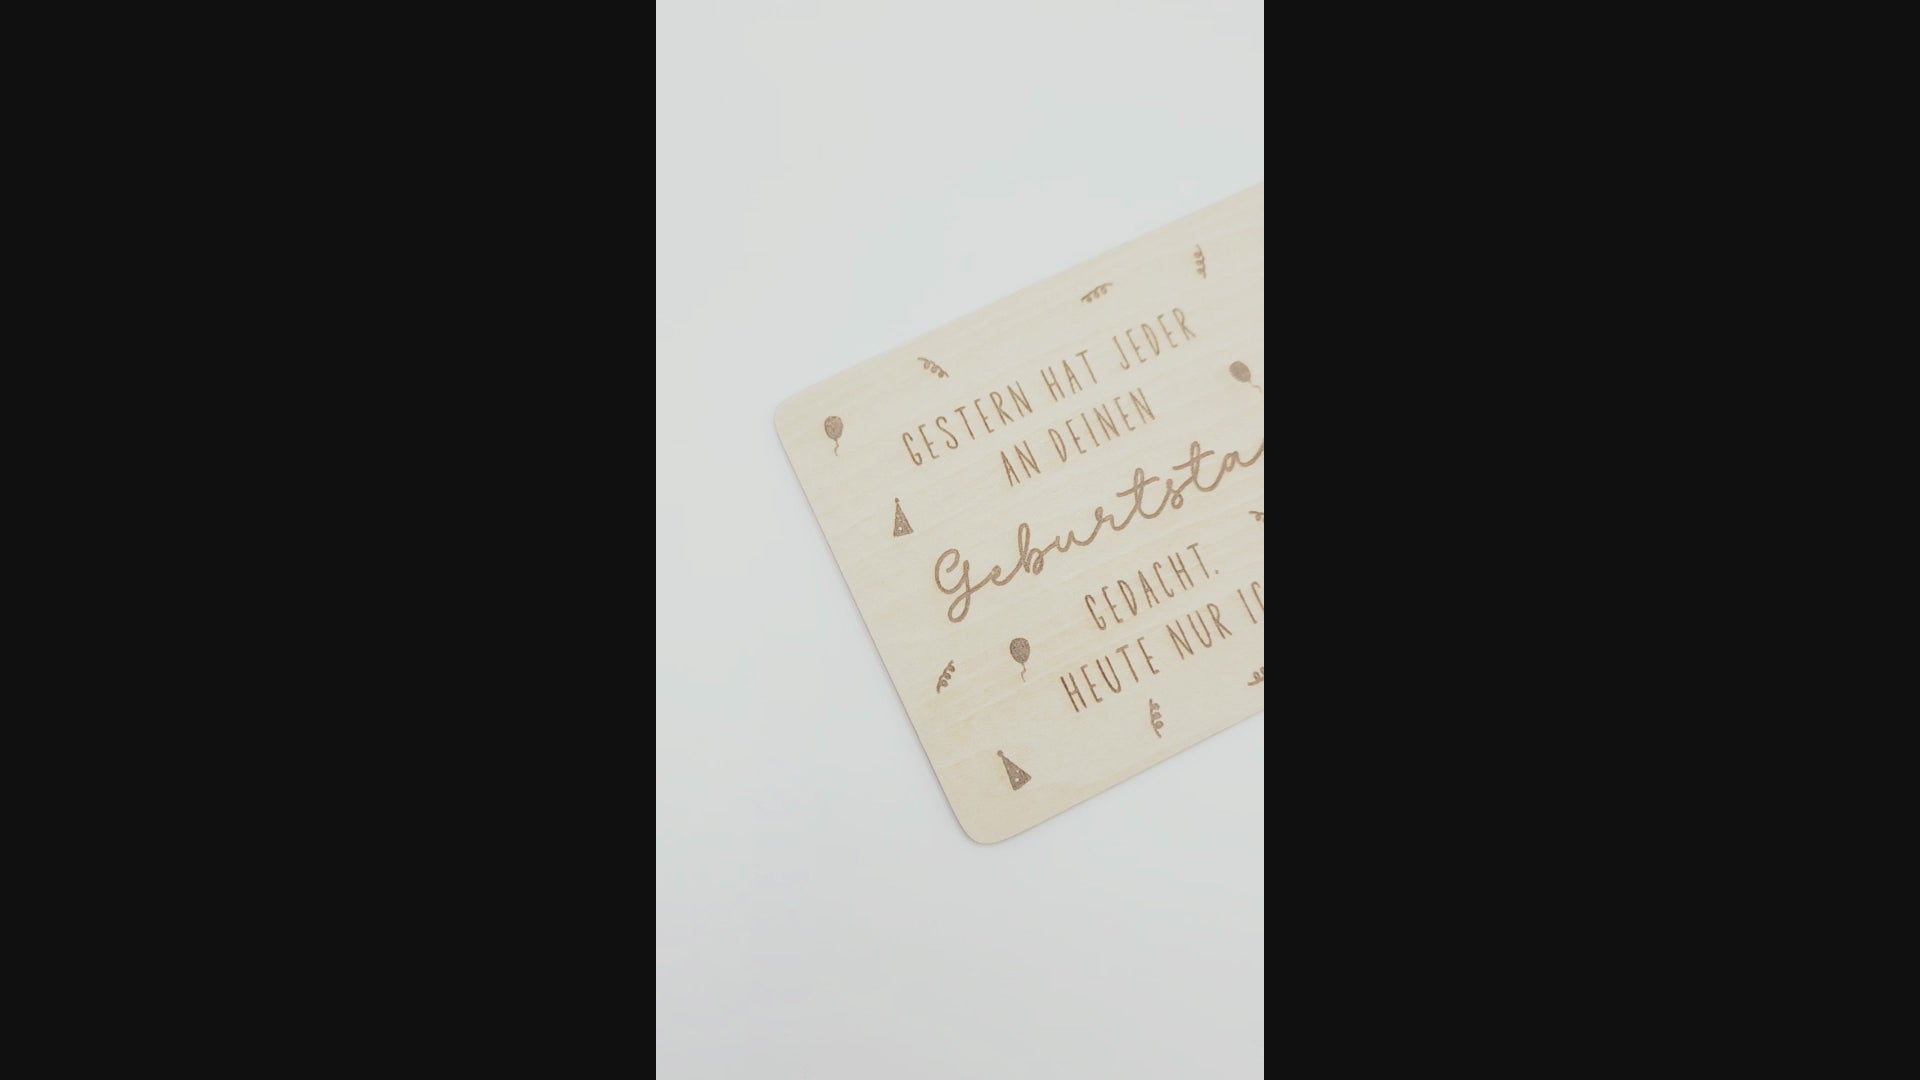 GESTERN HAT JEDER
AN DEINEN
Geburtsta
GEDACHT.
HEUTE NUR IC